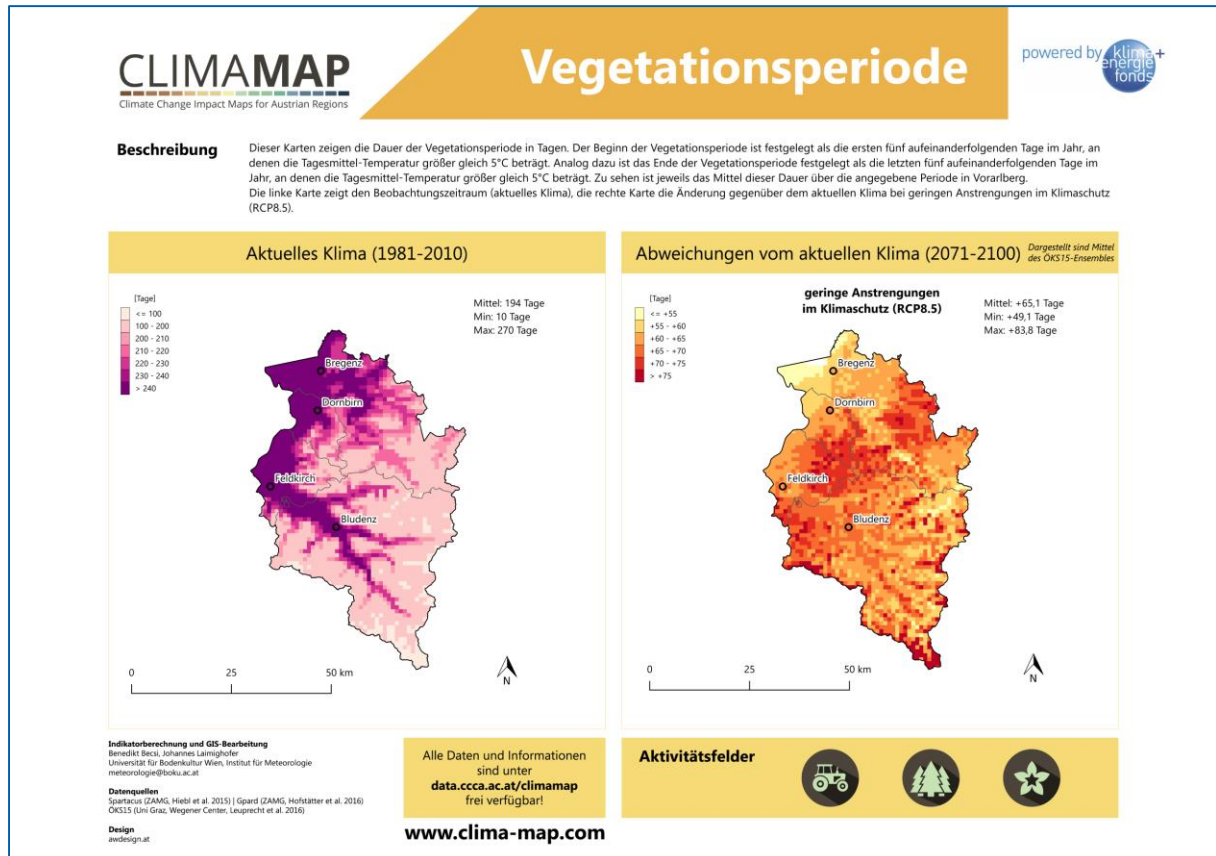 CLIMAMAP
Climate Change Impact Maps for Austrian Regions
Vegetationsperiode
powered by klima+
energie
fonds
Beschreibung
Dieser Karten zeigen die Dauer der Vegetationsperiode in Tagen. Der Beginn der Vegetationsperiode ist festgelegt als die ersten fünf aufeinanderfolgenden Tage im Jahr, an
denen die Tagesmittel-Temperatur größer gleich 5°C beträgt. Analog dazu ist das Ende der Vegetationsperiode festgelegt als die letzten fünf aufeinanderfolgenden Tage im
Jahr, an denen die Tagesmittel-Temperatur größer gleich 5°C beträgt. Zu sehen ist jeweils das Mittel dieser Dauer über die angegebene Periode in Vorarlberg.
Die linke Karte zeigt den Beobachtungszeitraum (aktuelles Klima), die rechte Karte die Änderung gegenüber dem aktuellen Klima bei geringen Anstrengungen im Klimaschutz
(RCP8.5).
Aktuelles Klima (1981-2010)
[Tage]
<= 100
100 - 200
200 - 210
210 - 220
220 - 230
230 - 240
> 240
Mittel: 194 Tage
Min: 10 Tage
Max: 270 Tage
Bregenz
Dornbirn
Feldkirch
Bludenz
0 25 50 km
N
Abweichungen vom aktuellen Klima (2071-2100)
Dargestellt sind Mittel
des ÖKS15-Ensembles
[Tage]
<= +55
+55 - +60
+60 - +65
+65 - +70
+70 - +75
> +75
geringe Anstrengungen
im Klimaschutz (RCP8.5)
Mittel: +65,1 Tage
Min: +49,1 Tage
Max: +83,8 Tage
Bregenz
Dornbirn
Feldkirch
Bludenz
0 25 50 km
N
Indikatorberechnung und GIS-Bearbeitung
Benedikt Becsi, Johannes Laimighofer
Universität für Bodenkultur Wien, Institut für Meteorologie
meteorologie@boku.ac.at
Datenquellen
Spartacus (ZAMG, Hiebl et al. 2015) | Gpard (ZAMG, Hofstätter et al. 2016)
ÖKS15 (Uni Graz, Wegener Center, Leuprecht et al. 2016)
Design
awdesign.at
Alle Daten und Informationen
sind unter
data.ccca.ac.at/climamap
frei verfügbar!
www.clima-map.com
Aktivitätsfelder